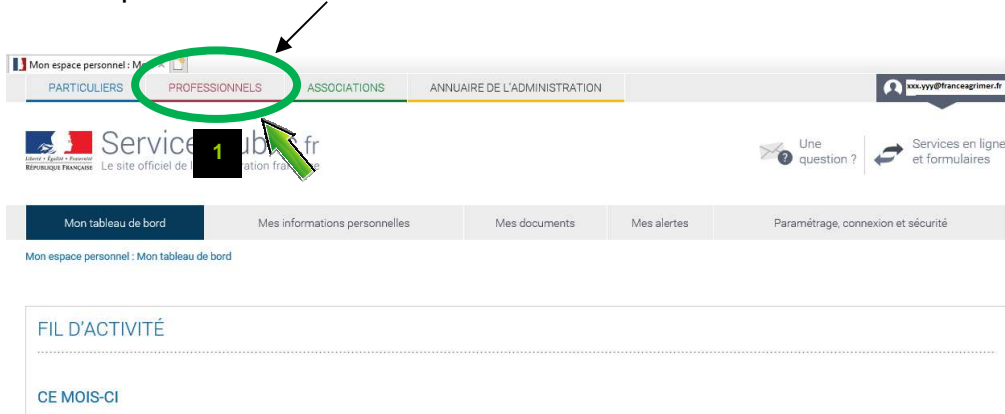 Mon espace personnel : M
PARTICULIERS PROFESSIONNELS ASSOCIATIONS ANNUAIRE DE L'ADMINISTRATION xxx.yyy@franceagrimer.fr
Liberté • Égalité • Fraternité
RÉPUBLIQUE FRANÇAISE
Service ub fr
Le site officiel de l ration fran e
1
Une question ?
Services en ligne et formulaires
Mon tableau de bord Mes informations personnelles Mes documents Mes alertes Paramétrage, connexion et sécurité
Mon espace personnel : Mon tableau de bord
FIL D'ACTIVITÉ
CE MOIS-CI